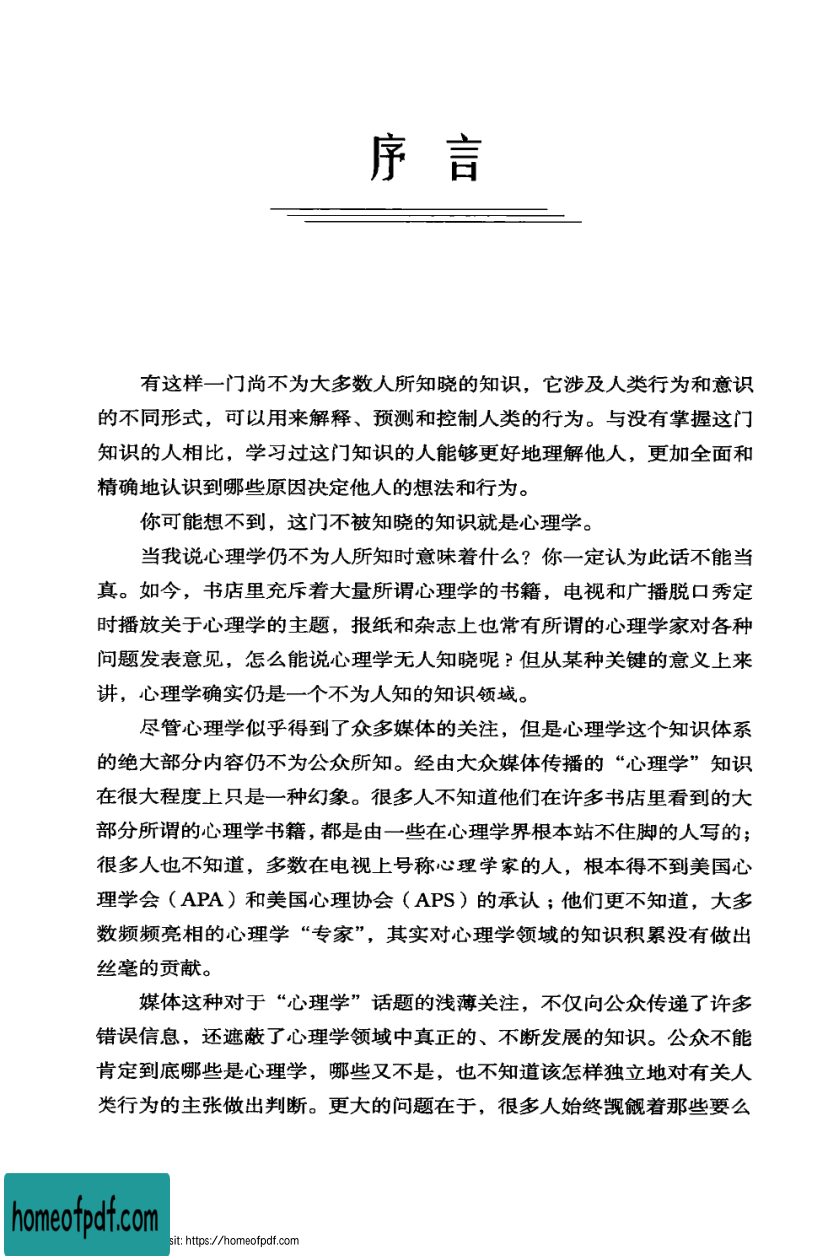 序 言
有这样一门尚不为大多数人所知晓的知识，它涉及人类行为和意识
的不同形式，可以用来解释、预测和控制人类的行为。与没有掌握这门
知识的人相比，学习过这门知识的人能够更好地理解他人，更加全面和
精确地认识到哪些原因决定他人的想法和行为。
你可能想不到，这门不被知晓的知识就是心理学。
当我说心理学仍不为人所知时意味着什么？你一定认为此话不能当
真。如今，书店里充斥着大量所谓心理学的书籍，电视和广播脱口秀定
时播放关于心理学的主题，报纸和杂志上也常有所谓的心理学家对各种
问题发表意见，怎么能说心理学无人知晓呢？但从某种关键的意义上来
讲，心理学确实仍是一个不为人知的知识领域。
尽管心理学似乎得到了众多媒体的关注，但是心理学这个知识体系
的绝大部分内容仍不为公众所知。经由大众媒体传播的“心理学”知识
在很大程度上只是一种幻象。很多人不知道他们在许多书店里看到的大
部分所谓的心理学书籍，都是由一些在心理学界根本站不住脚的人写的；
很多人也不知道，多数在电视上号称心理学家的人，根本得不到美国心
理学会（APA）和美国心理协会（APS）的承认；他们更不知道，大多
数频频亮相的心理学“专家”，其实对心理学领域的知识积累没有做出
丝毫的贡献。
媒体这种对于“心理学”话题的浅薄关注，不仅向公众传递了许多
错误信息，还遮蔽了心理学领域中真正的、不断发展的知识。公众不能
肯定到底哪些是心理学，哪些又不是，也不知道该怎样独立地对有关人
类行为的主张做出判断。更大的问题在于，很多人始终觊觎着那些要么
homeofpdf.com
sit: https://homeofpdf.com